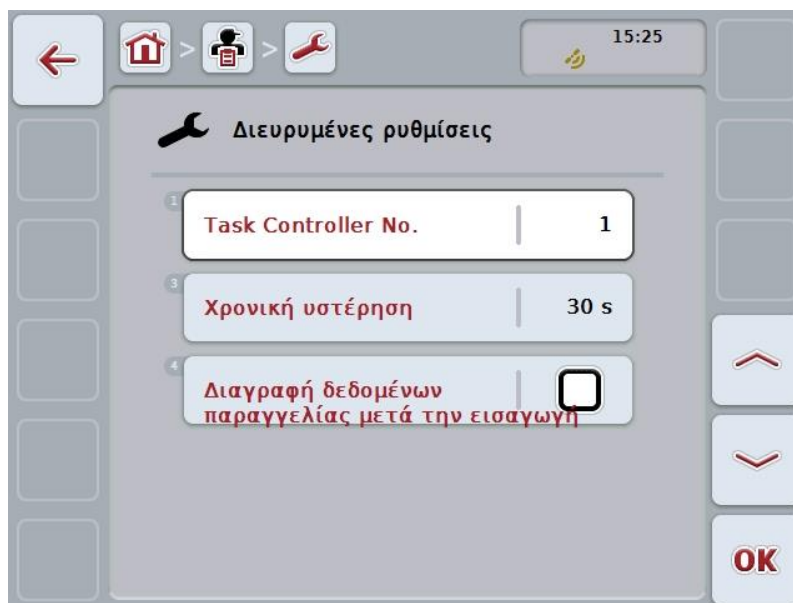 15:25
Διευρυμένες ρυθμίσεις
1
Task Controller No. 1
3
Χρονική υστέρηση 30 s
4
Διαγραφή δεδομένων
παραγγελίας μετά την εισαγωγή
OK